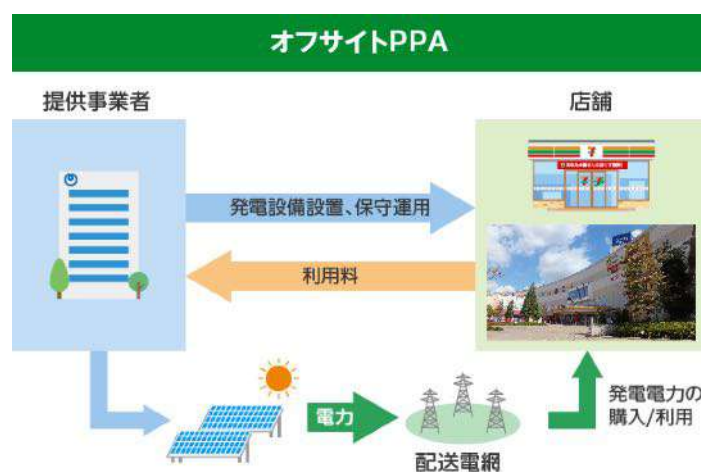 オフサイトPPA
提供事業者
店舗
7
発電設備設置、保守運用
利用料
電力
配送電網
発電電力の
購入/利用